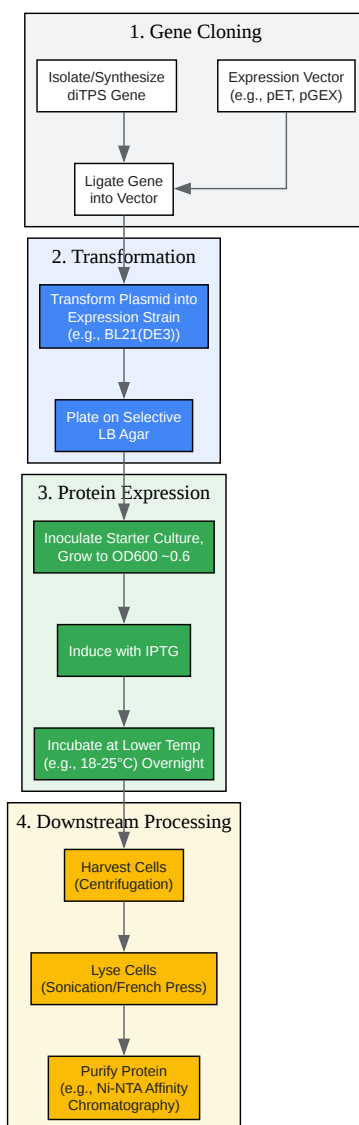 1. Gene Cloning
Isolate/Synthesize
diTPS Gene
Expression Vector
(e.g., pET, pGEX)
Ligate Gene
into Vector
2. Transformation
Transform Plasmid into
Expression Strain
(e.g., BL21(DE3))
Plate on Selective
LB Agar
3. Protein Expression
Inoculate Starter Culture,
Grow to OD600 ~0.6
Induce with IPTG
Incubate at Lower Temp
(e.g., 18-25°C) Overnight
4. Downstream Processing
Harvest Cells
(Centrifugation)
Lyse Cells
(Sonication/French Press)
Purify Protein
(e.g., Ni-NTA Affinity
Chromatography)